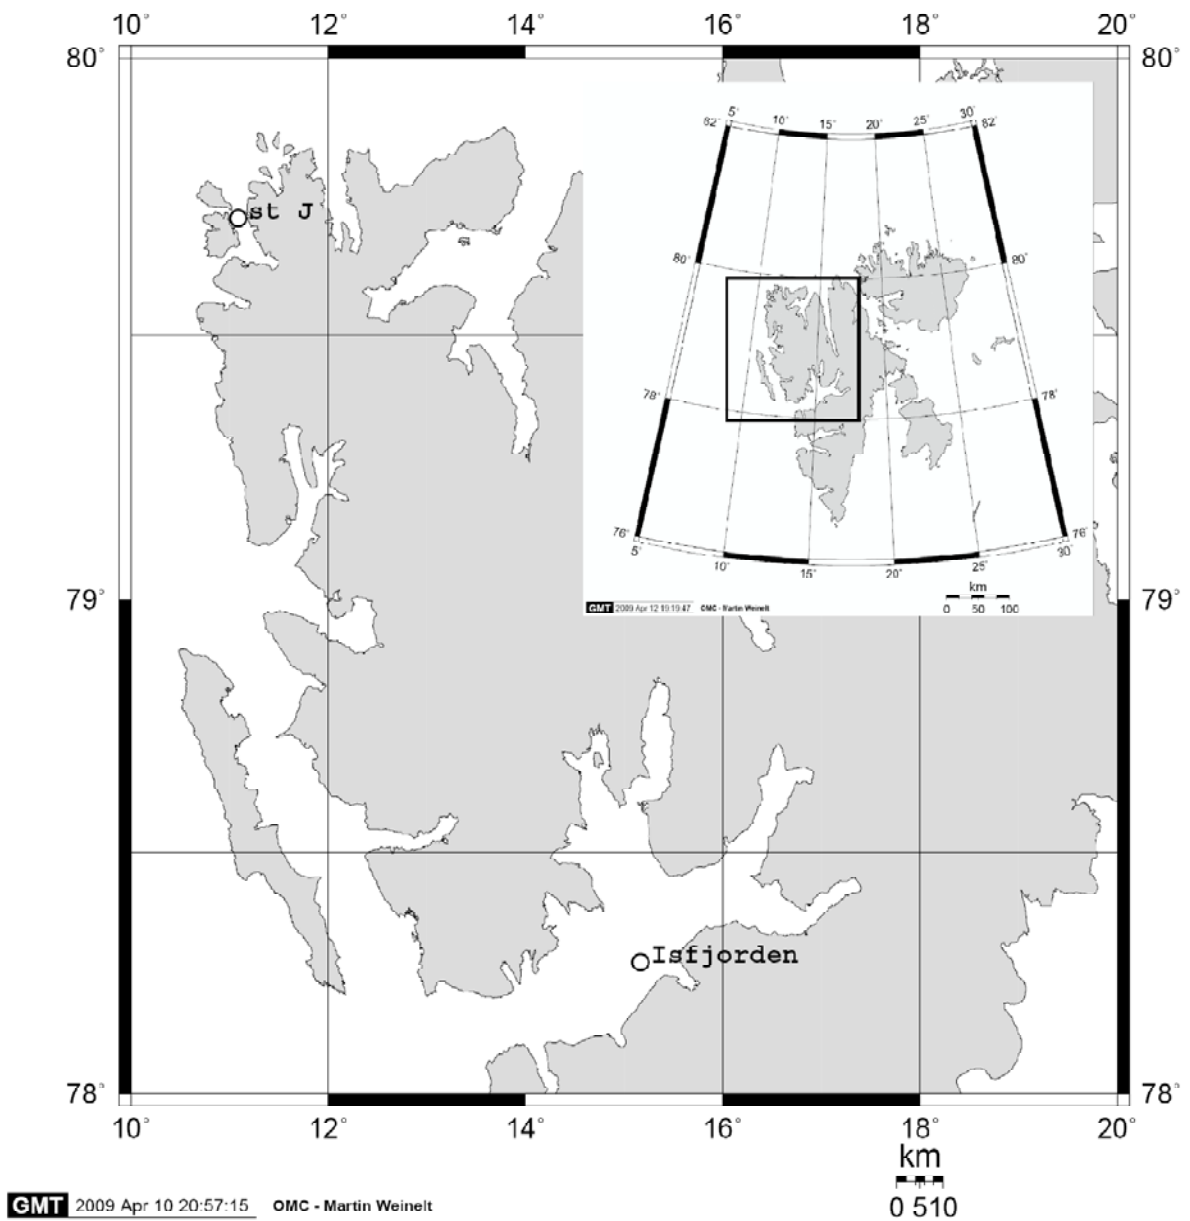 10° 12° 14° 16° 18° 20°
80° 80°
5° 10° 15° 20° 25° 30°
82° 82°
st J
80° 80°
78° 78°
76° 76°
5° 10° 15° 20° 25° 30°
km
0 50 100
GMT 2009 Apr 12 19:19:47 OMC - Martin Weinelt
79° 79°
Isfjorden
78° 78°
10° 12° 14° 16° 18° 20°
km
0 510
GMT 2009 Apr 10 20:57:15 OMC - Martin Weinelt